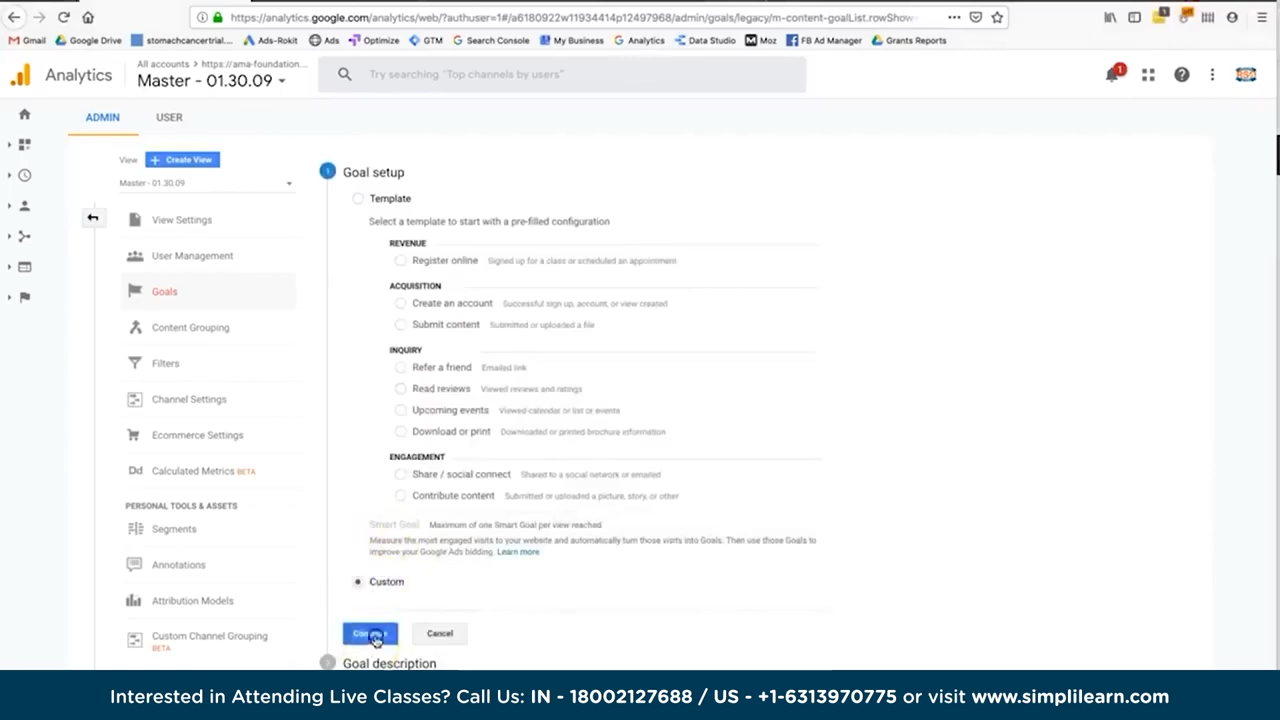 https://analytics.google.com/analytics/web/?authuser=1#/a6180922w11934414p12497968/admin/goals/legacy/m-content-goalList.rowShow
Gmail Google Drive stomachcancertrial... Ads-Rokit Ads Optimize GTM Search Console My Business Analytics Data Studio Moz FB Ad Manager Grants Reports
All accounts > https://ama-foundation...
Analytics Master - 01.30.09 Try searching "Top channels by users" 1
ADMIN USER
View + Create View
Master - 01.30.09
View Settings
User Management
Goals
Content Grouping
Filters
Channel Settings
Ecommerce Settings
Dd Calculated Metrics BETA
PERSONAL TOOLS & ASSETS
Segments
Annotations
Attribution Models
Custom Channel Grouping
BETA
1 Goal setup
Template
Select a template to start with a pre-filled configuration
REVENUE
Register online Signed up for a class or scheduled an appointment
ACQUISITION
Create an account Successful sign up, account, or view created
Submit content Submitted or uploaded a file
INQUIRY
Refer a friend Emailed link
Read reviews Viewed reviews and ratings
Upcoming events Viewed calendar or list or events
Download or print Downloaded or printed brochure information
ENGAGEMENT
Share / social connect Shared to a social network or emailed
Contribute content Submitted or uploaded a picture, story, or other
Smart Goal Maximum of one Smart Goal per view reached
Measure the most engaged visits to your website and automatically turn those visits into Goals. Then use those Goals to
improve your Google Ads bidding. Learn more
Custom
Cancel
Goal description
Interested in Attending Live Classes? Call Us: IN - 18002127688 / US - +1-6313970775 or visit www.simplilearn.com